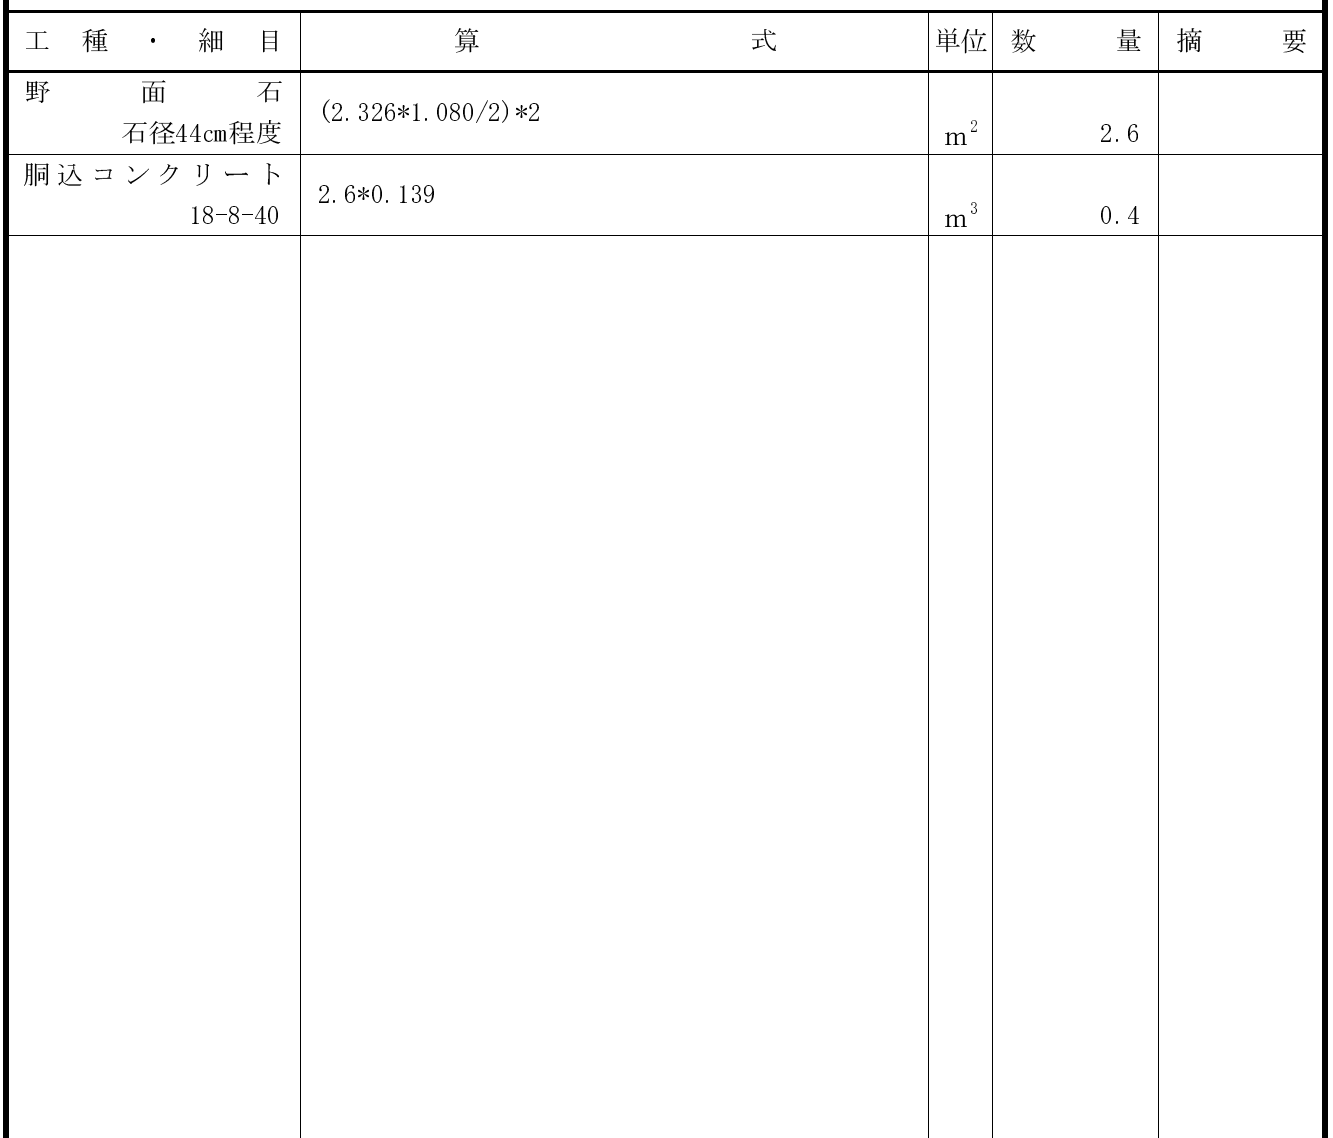 工種・細目 算式 単位 数量 摘要
野面石
(2.326*1.080/2)*2
石径44㎝程度 m² 2.6
胴込コンクリート
2.6*0.139
18-8-40 m³ 0.4